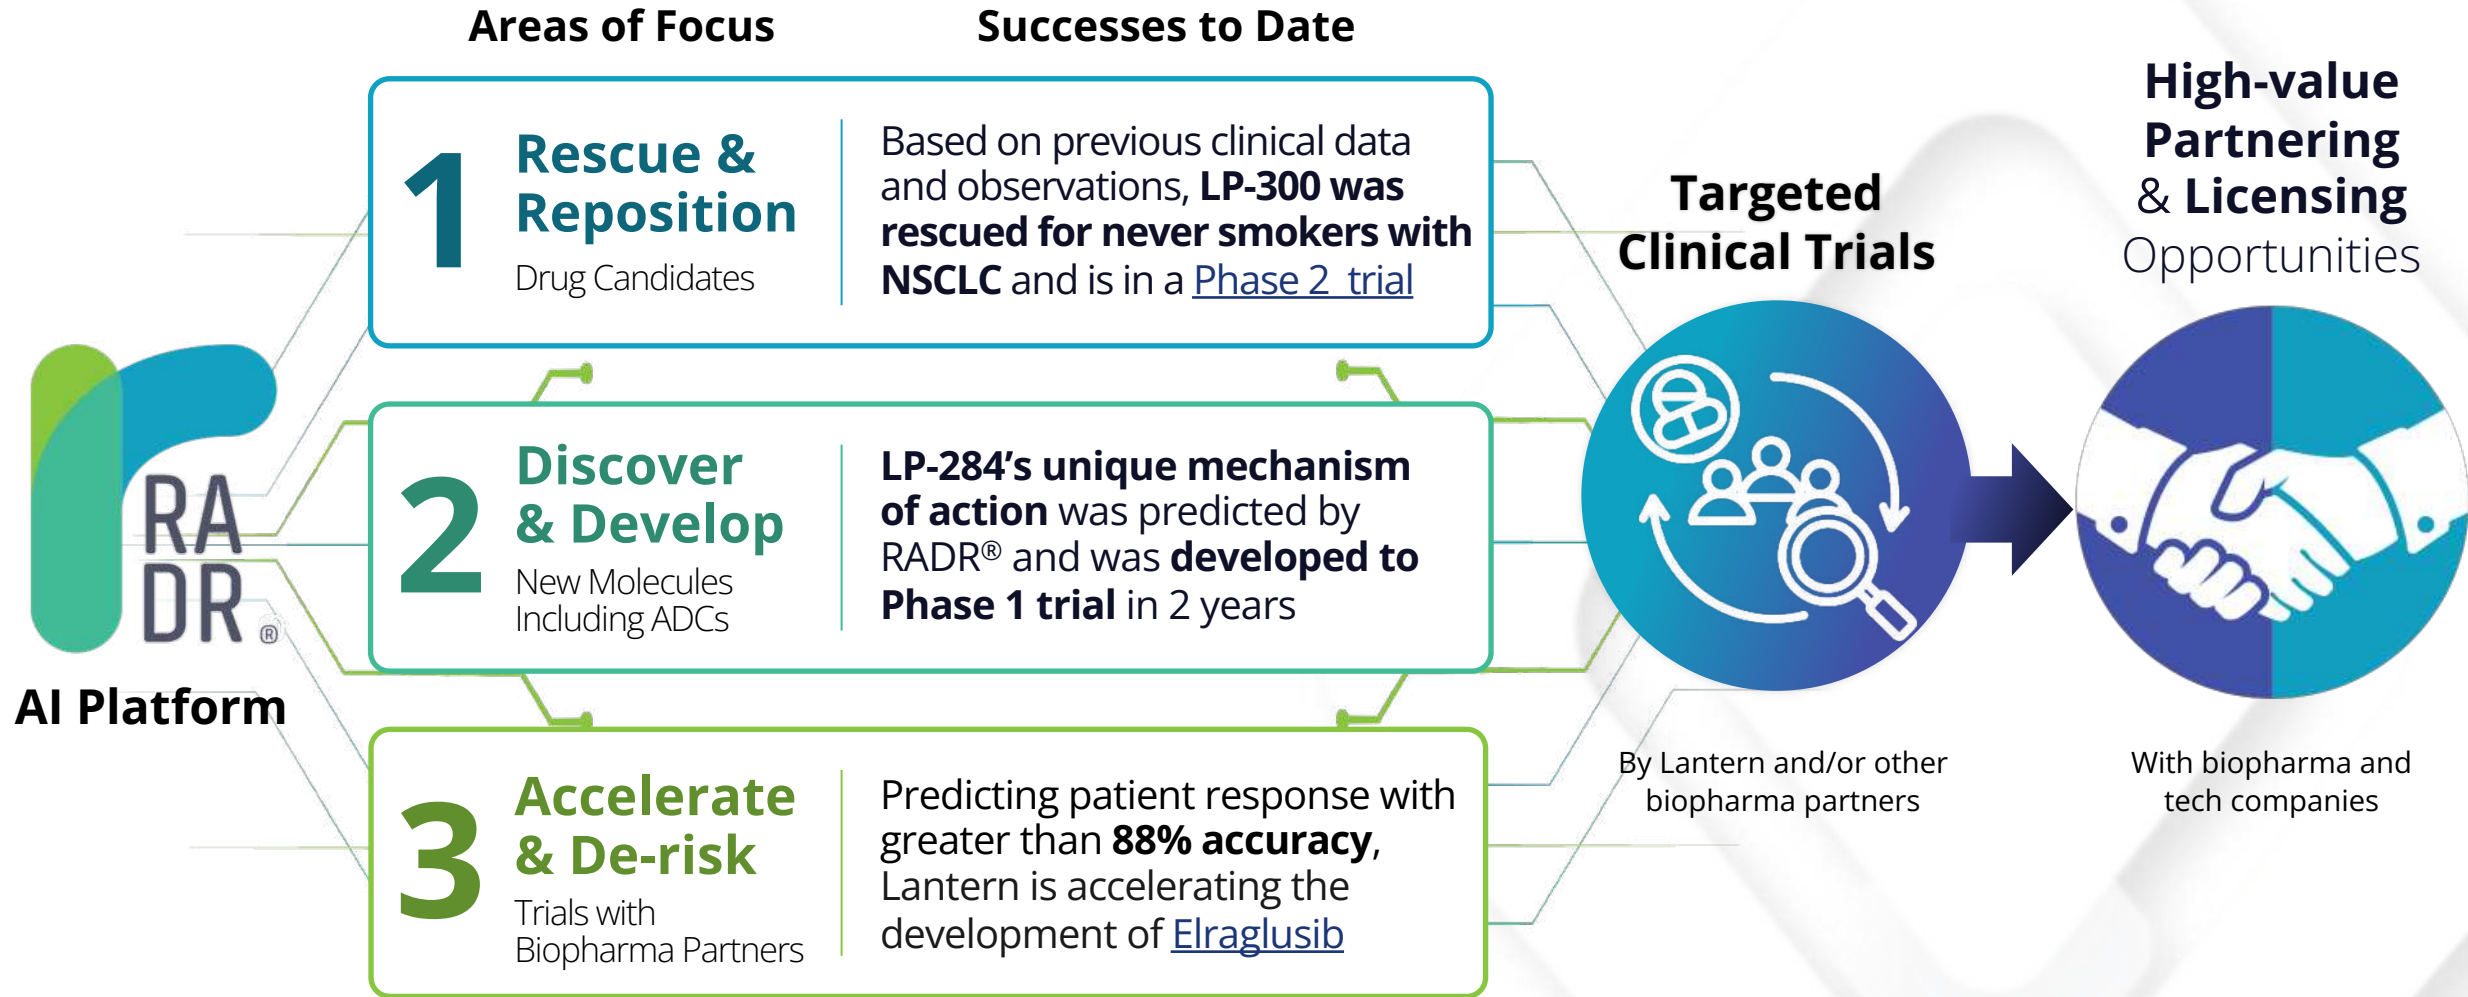 Areas of Focus
Successes to Date
RA
DR ®
AI Platform
1
Rescue &
Reposition
Drug Candidates
Based on previous clinical data
and observations, LP-300 was
rescued for never smokers with
NSCLC and is in a Phase 2 trial
2
Discover
& Develop
New Molecules
Including ADCs
LP-284’s unique mechanism
of action was predicted by
RADR® and was developed to
Phase 1 trial in 2 years
3
Accelerate
& De-risk
Trials with
Biopharma Partners
Predicting patient response with
greater than 88% accuracy,
Lantern is accelerating the
development of Elraglusib
Targeted
Clinical Trials
By Lantern and/or other
biopharma partners
High-value
Partnering
& Licensing
Opportunities
With biopharma and
tech companies